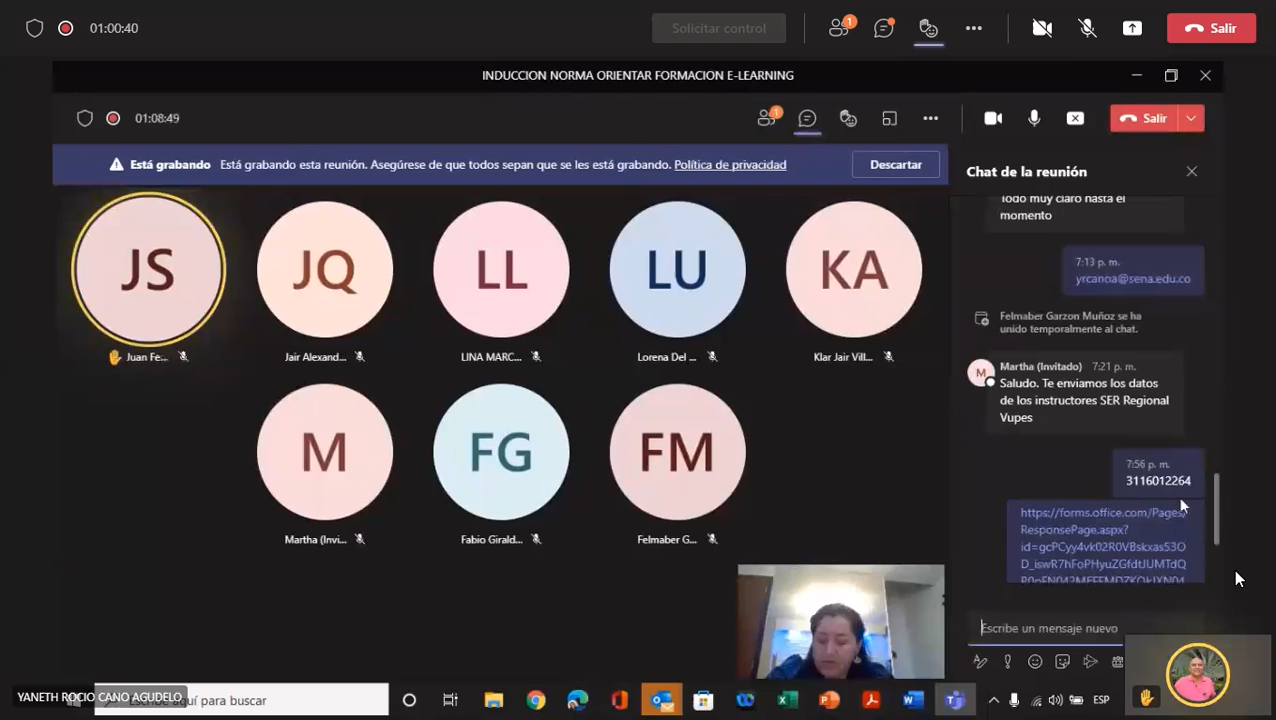 01:00:40
Solicitar control
1
Salir
INDUCCION NORMA ORIENTAR FORMACION E-LEARNING
01:08:49
1
Salir
Está grabando Está grabando esta reunión. Asegúrese de que todos sepan que se les está grabando. Política de privacidad
Descartar
Chat de la reunión
Todo muy claro hasta el
momento
7:13 p. m.
yrcanoa@sena.edu.co
Felmaber Garzon Muñoz se ha
unido temporalmente al chat.
M
Martha (Invitado) 7:21 p. m.
Saludo. Te enviamos los datos
de los instructores SER Regional
Vupes
7:56 p. m.
3116012264
https://forms.office.com/Pages/
ResponsePage.aspx?
JS
JQ
LL
LU
KA
Juan Fe...
Jair Alexand...
LINA MARC...
Lorena Del ...
Klar Jair Vill...
M
FG
FM
Martha (Invi...
Fabio Girald...
Felmaber G...
Escribe un mensaje nuevo
YANETH ROCIO CANO AGUDELO
Escribe aquí para buscar
ESP